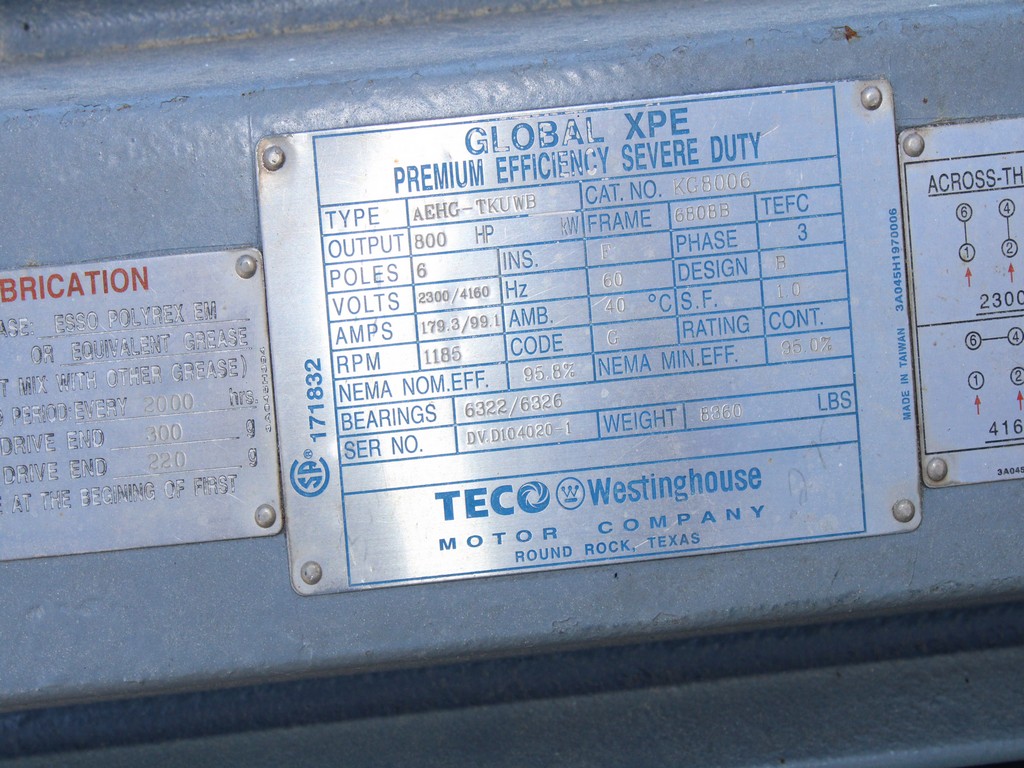 BRICATION
ASE: ESSO POLYREX EM
OR EQUIVALENT GREASE
T MIX WITH OTHER GREASE)
PERIOD:EVERY 2000 hrs.
DRIVE END 300 g
DRIVE END 220 g
E AT THE BEGINING OF FIRST
GLOBAL XPE
PREMIUM EFFICIENCY SEVERE DUTY
TYPE AEHG-TKUWB CAT. NO. KG8006
OUTPUT 800 HP KW FRAME 6808B TEFC
POLES 6 INS. F PHASE 3
VOLTS 2300/4160 Hz 60 DESIGN B
AMPS 179.3/99.1 AMB. 40 °C S.F. 1.0
RPM 1185 CODE G RATING CONT.
NEMA NOM.EFF. 95.8% NEMA MIN.EFF. 95.0%
BEARINGS 6322/6326
SER NO. DV.D104020-1 WEIGHT 8260 LBS
TECO W Westinghouse
MOTOR COMPANY
ROUND ROCK, TEXAS
SA® 171832
MADE IN TAIWAN 3A045H1970006
ACROSS-TH
6 4
1 2
2300
6 4
1 2
416
3A045